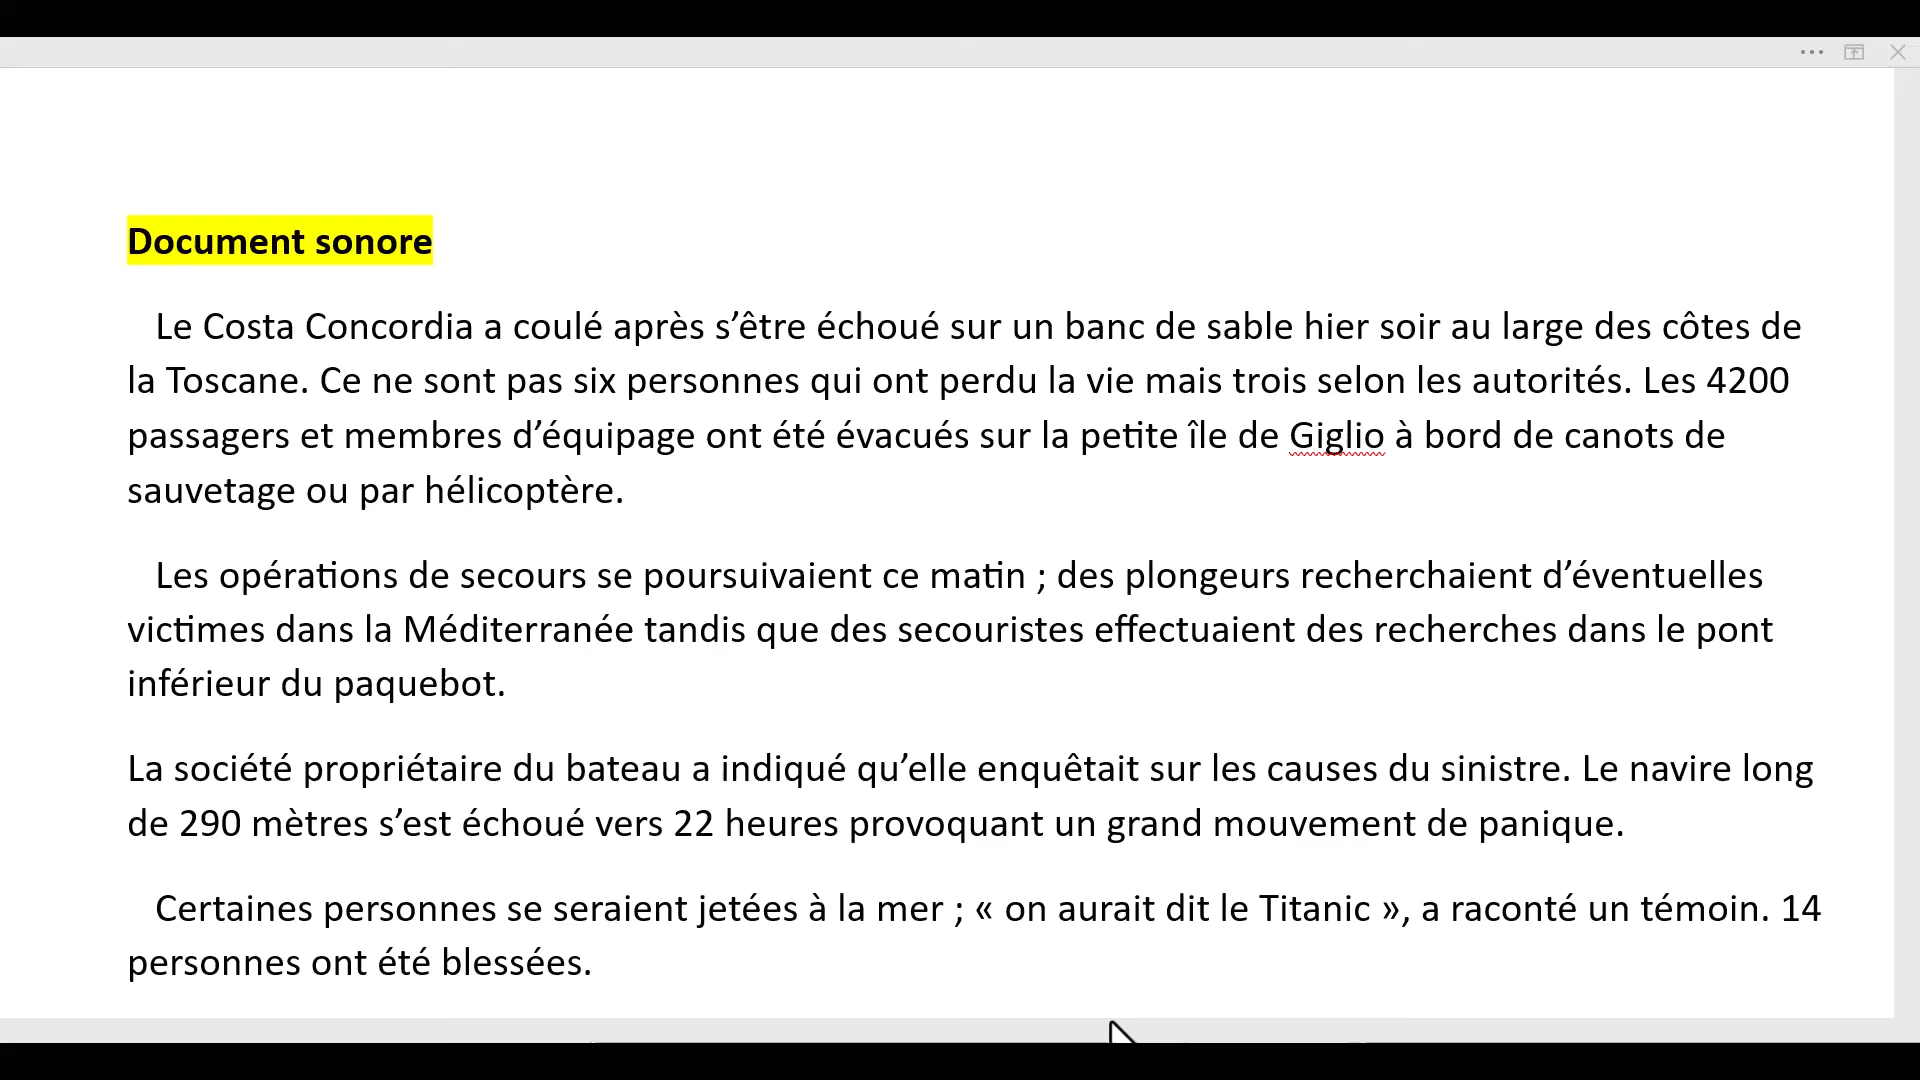 Document sonore
Le Costa Concordia a coulé après s’être échoué sur un banc de sable hier soir au large des côtes de
la Toscane. Ce ne sont pas six personnes qui ont perdu la vie mais trois selon les autorités. Les 4200
passagers et membres d’équipage ont été évacués sur la petite île de Giglio à bord de canots de
sauvetage ou par hélicoptère.
Les opérations de secours se poursuivaient ce matin ; des plongeurs recherchaient d’éventuelles
victimes dans la Méditerranée tandis que des secouristes effectuaient des recherches dans le pont
inférieur du paquebot.
La société propriétaire du bateau a indiqué qu’elle enquêtait sur les causes du sinistre. Le navire long
de 290 mètres s’est échoué vers 22 heures provoquant un grand mouvement de panique.
Certaines personnes se seraient jetées à la mer ; « on aurait dit le Titanic », a raconté un témoin. 14
personnes ont été blessées.